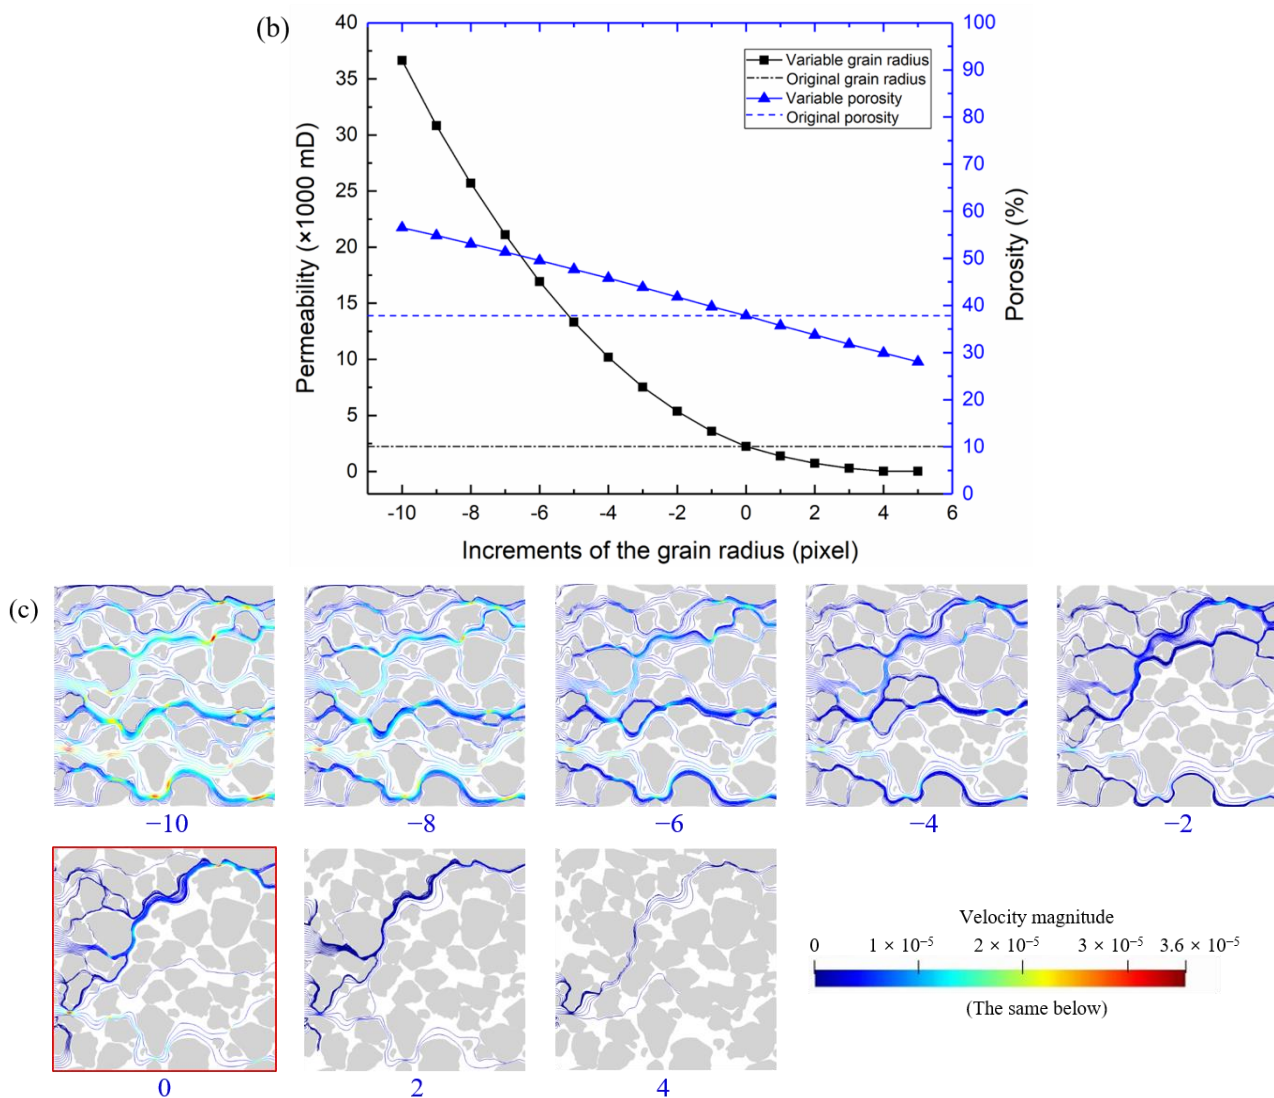 (b)
40
35
30
25
20
15
10
5
0
Permeability (×1000 mD)
100
90
80
70
60
50
40
30
20
10
0
Porosity (%)
Variable grain radius
Original grain radius
Variable porosity
Original porosity
-10 -8 -6 -4 -2 0 2 4 6
Increments of the grain radius (pixel)
(c)
−10 −8 −6 −4 −2
0 2 4
Velocity magnitude
0 1 × 10⁻⁵ 2 × 10⁻⁵ 3 × 10⁻⁵ 3.6 × 10⁻⁵
(The same below)